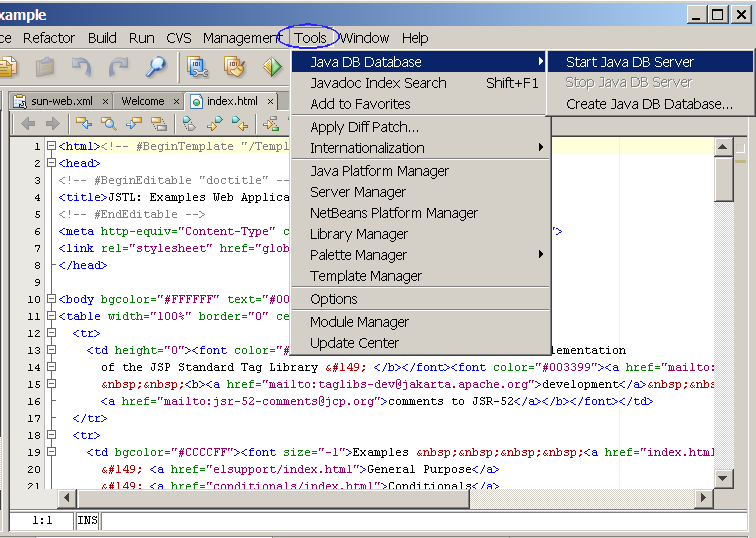 xample
ce Refactor Build Run CVS Management Tools Window Help
Java DB Database
Javadoc Index Search Shift+F1
Add to Favorites
Apply Diff Patch...
Internationalization
Java Platform Manager
Server Manager
NetBeans Platform Manager
Library Manager
Palette Manager
Template Manager
Options
Module Manager
Update Center
Start Java DB Server
Stop Java DB Server
Create Java DB Database...
sun-web.xml × Welcome × index.html ×
1 <html><!-- #BeginTemplate "/Templ
2 <head>
3 <!-- #BeginEditable "doctitle" --
4 <title>JSTL: Examples Web Applica
5 <!-- #EndEditable -->
6 <meta http-equiv="Content-Type" c ">
7 <link rel="stylesheet" href="glob
8 </head>
9
10 <body bgcolor="#FFFFFF" text="#00
11 <table width="100%" border="0" ce
12 <tr>
13 <td height="0"><font color="# lementation
14 of the JSP Standard Tag Library &#149; </b></font><font color="#003399"><a href="mailto:
15 &nbsp;&nbsp;<b><a href="mailto:taglibs-dev@jakarta.apache.org">development</a>&nbsp;&nbs
16 <a href="mailto:jsr-52-comments@jcp.org">comments to JSR-52</a></b></font></td>
17 </tr>
18 <tr>
19 <td bgcolor="#CCCCFF"><font size="-1">Examples &nbsp;&nbsp;&nbsp;&nbsp;<a href="index.html
20 &#149; <a href="elsupport/index.html">General Purpose</a>
21 &#149; <a href="conditionals/index.html">Conditionals</a>
1:1 INS